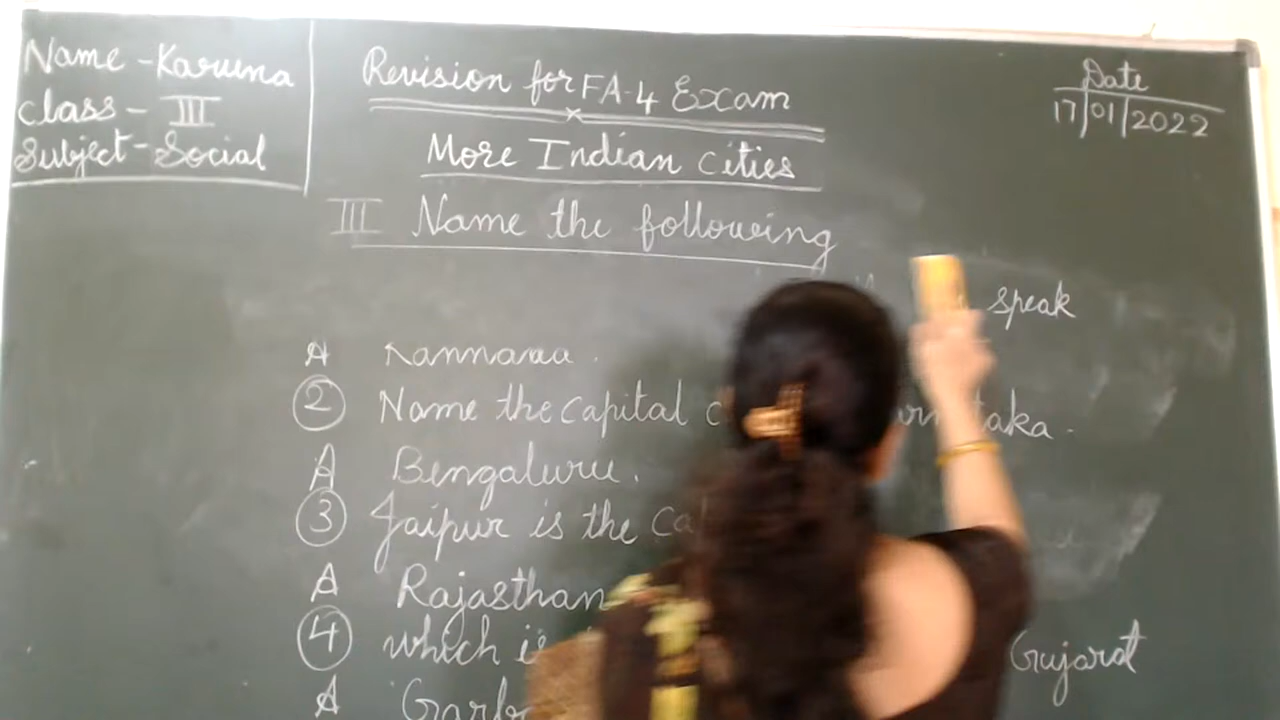 Name - Karuna
Class - III
Subject - Social
Revision for FA-4 Exam
More Indian Cities
Date
17/01/2022
III Name the following
speak
A Kannada.
2 Name the capital
A Bengaluru.
3 Jaipur is the
A Rajasthan
4 which is Gujarat
A